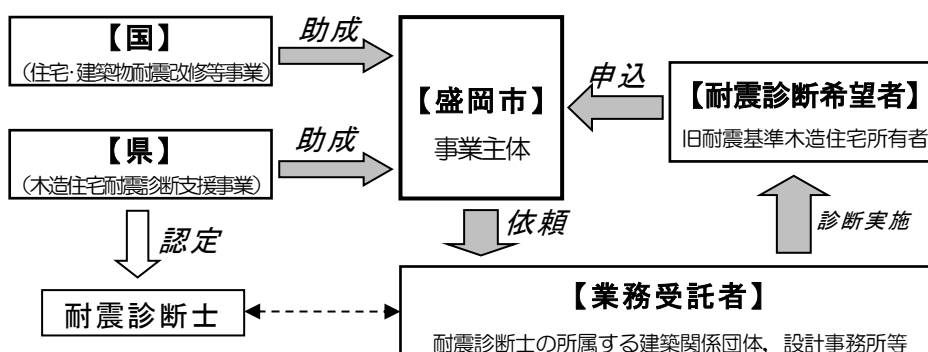 【国】
(住宅・建築物耐震改修等事業)
助成
【盛岡市】
事業主体
申込
【耐震診断希望者】
旧耐震基準木造住宅所有者
【県】
(木造住宅耐震診断支援事業)
助成
認定
依頼
診断実施
耐震診断士
【業務受託者】
耐震診断士の所属する建築関係団体，設計事務所等